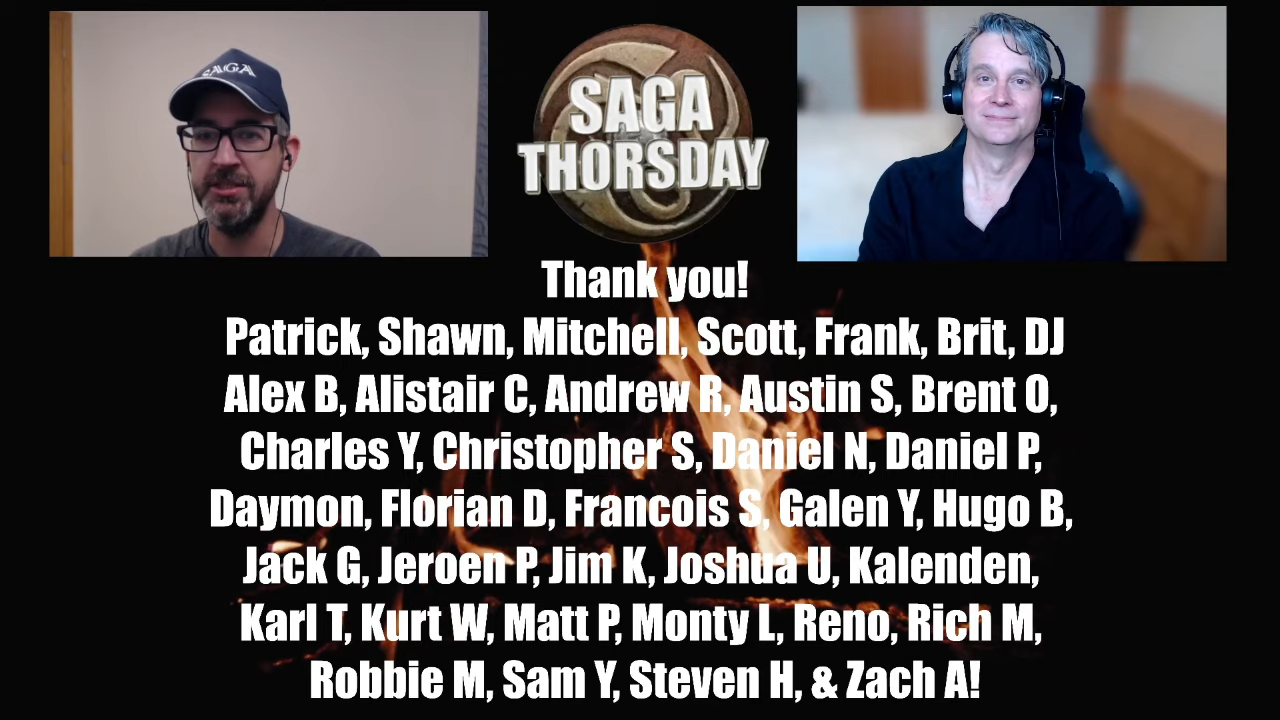 SAGA
SAGA
THORSDAY
Thank you!
Patrick, Shawn, Mitchell, Scott, Frank, Brit, DJ
Alex B, Alistair C, Andrew R, Austin S, Brent O,
Charles Y, Christopher S, Daniel N, Daniel P,
Daymon, Florian D, Francois S, Galen Y, Hugo B,
Jack G, Jeroen P, Jim K, Joshua U, Kalenden,
Karl T, Kurt W, Matt P, Monty L, Reno, Rich M,
Robbie M, Sam Y, Steven H, & Zach A!